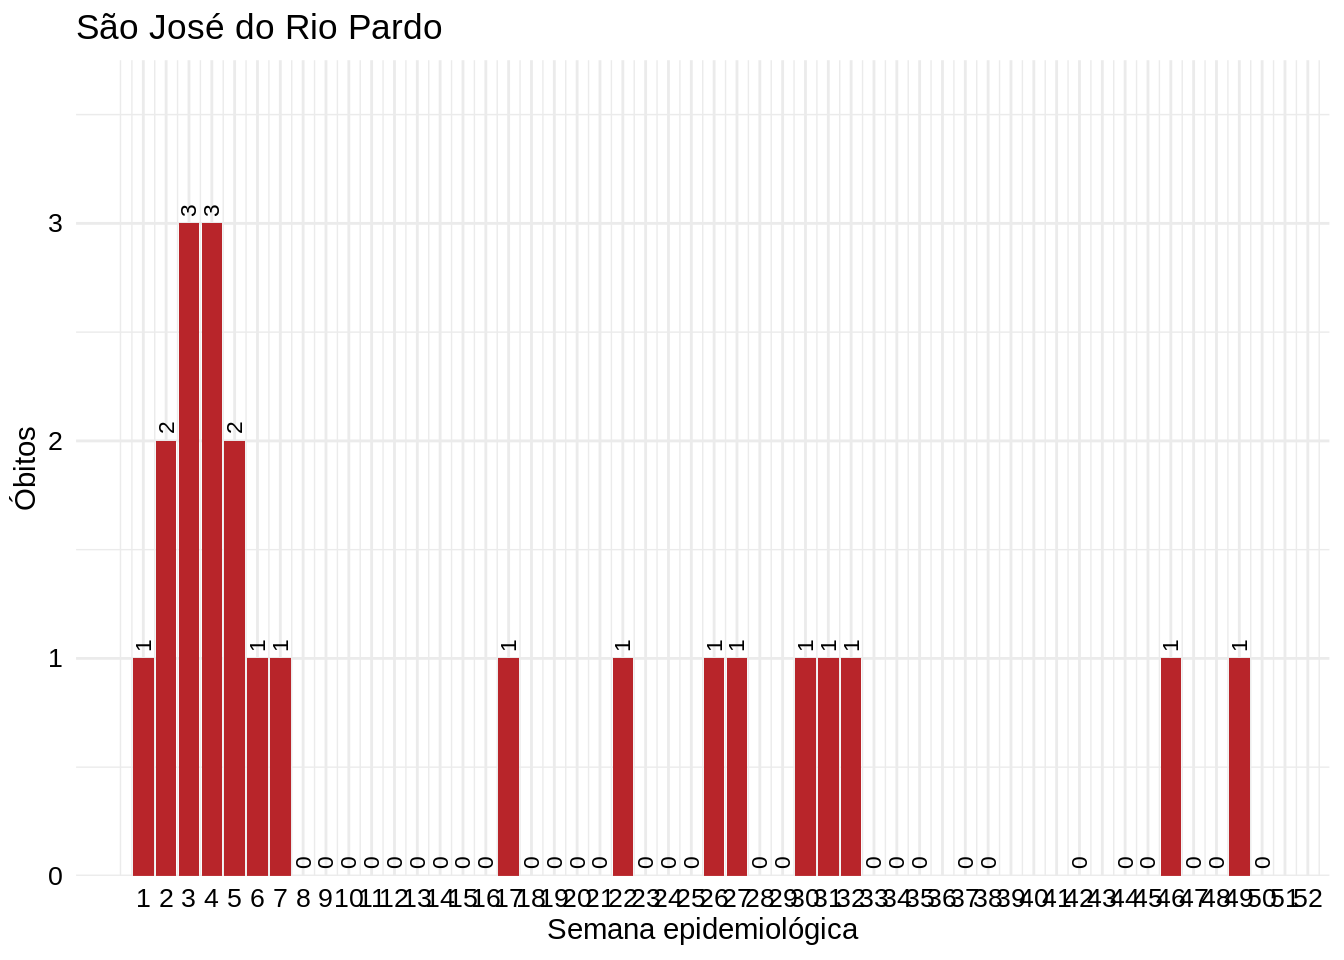 São José do Rio Pardo
3 3
3
2 2
2
Óbitos
1 1 1 1 1 1 1 1 1 1 1 1
1
0 0 0 0 0 0 0 0 0 0 0 0 0 0 0 0 0 0 0 0 0 0 0 0 0 0 0 0 0 0 0
0
1 2 3 4 5 6 7 8 9 10 11 12 13 14 15 16 17 18 19 20 21 22 23 24 25 26 27 28 29 30 31 32 33 34 35 36 37 38 39 40 41 42 43 44 45 46 47 48 49 50 51 52
Semana epidemiológica